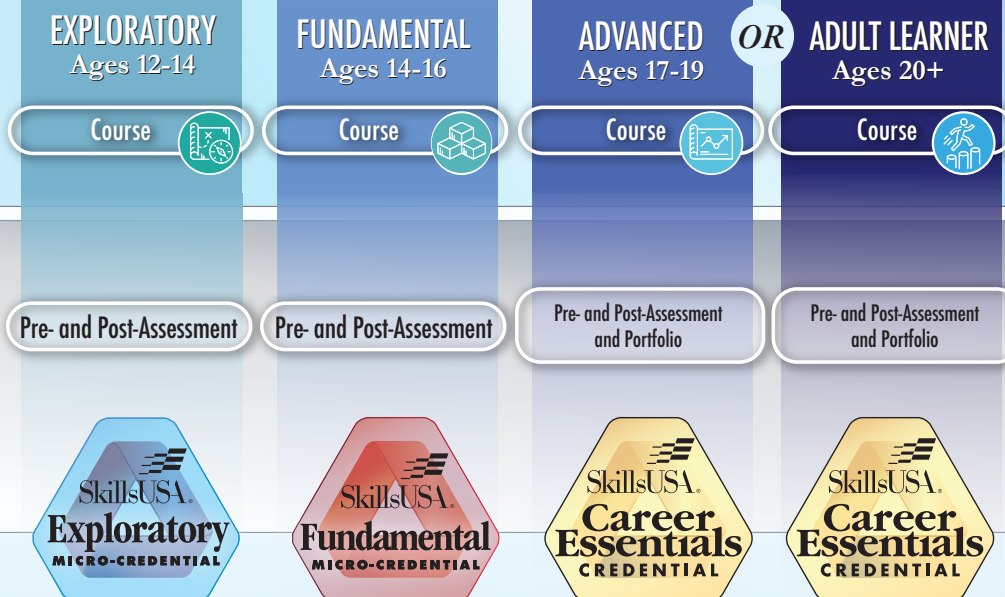 EXPLORATORY
Ages 12-14
Course
Pre- and Post-Assessment
SkillsUSA®
Exploratory
MICRO-CREDENTIAL
FUNDAMENTAL
Ages 14-16
Course
Pre- and Post-Assessment
SkillsUSA®
Fundamental
MICRO-CREDENTIAL
ADVANCED
Ages 17-19
Course
Pre- and Post-Assessment
and Portfolio
SkillsUSA®
Career
Essentials
CREDENTIAL
OR
ADULT LEARNER
Ages 20+
Course
Pre- and Post-Assessment
and Portfolio
SkillsUSA®
Career
Essentials
CREDENTIAL